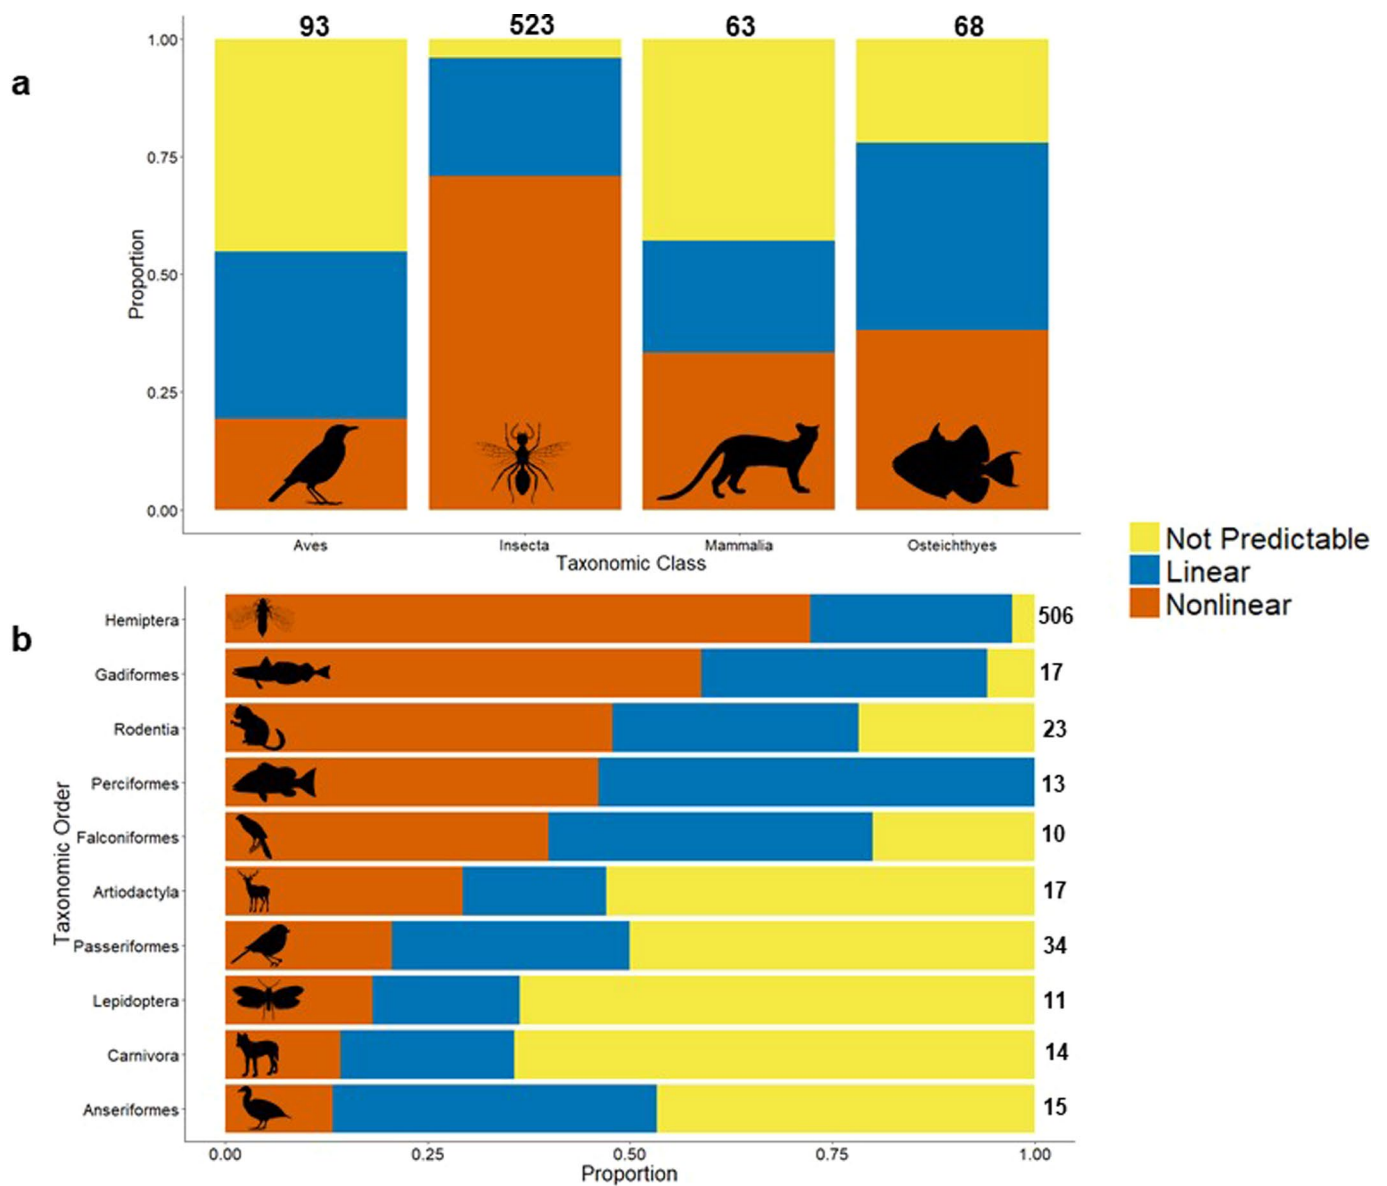 93 523 63 68
a
1.00
0.75
0.50
0.25
0.00
Proportion
Aves Insecta Mammalia Osteichthyes
Taxonomic Class
Not Predictable
Linear
Nonlinear
b
Taxonomic Order
Hemiptera 506
Gadiformes 17
Rodentia 23
Perciformes 13
Falconiformes 10
Artiodactyla 17
Passeriformes 34
Lepidoptera 11
Carnivora 14
Anseriformes 15
0.00 0.25 0.50 0.75 1.00
Proportion